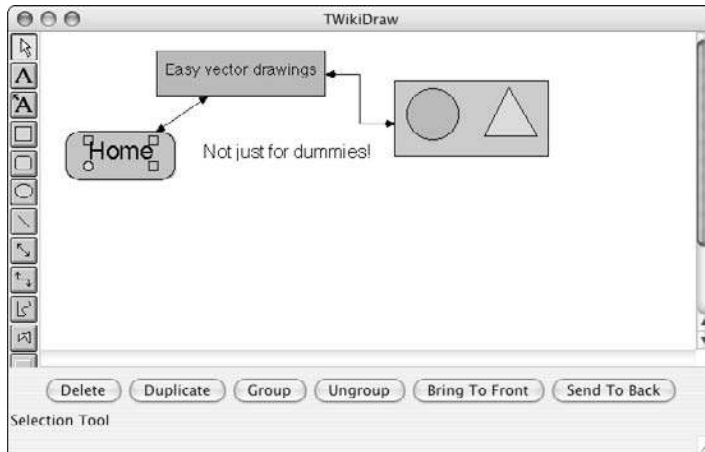 TWikiDraw
Easy vector drawings
Home
Not just for dummies!
Delete Duplicate Group Ungroup Bring To Front Send To Back
Selection Tool